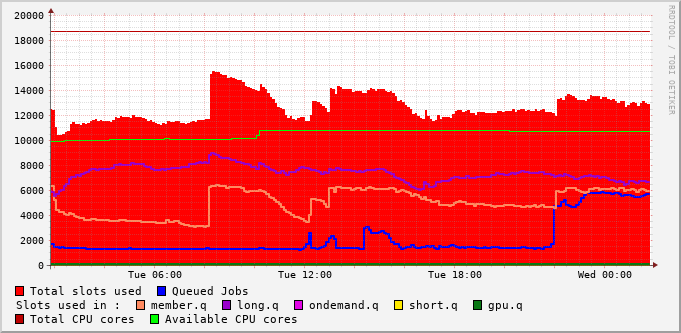 20000
18000
16000
14000
12000
10000
8000
6000
4000
2000
0
Tue 06:00 Tue 12:00 Tue 18:00 Wed 00:00
RRDTOOL / TOBI OETIKER
Total slots used Queued Jobs
Slots used in : member.q long.q ondemand.q short.q gpu.q
Total CPU cores Available CPU cores